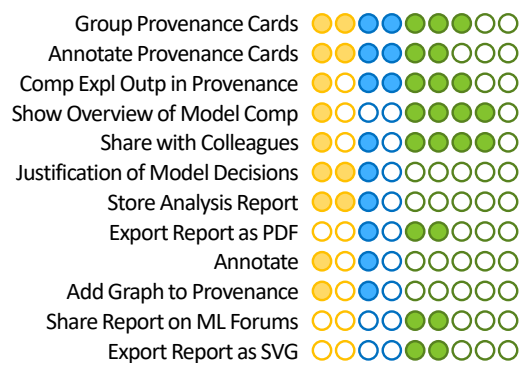 Group Provenance Cards
Annotate Provenance Cards
Comp Expl Outp in Provenance
Show Overview of Model Comp
Share with Colleagues
Justification of Model Decisions
Store Analysis Report
Export Report as PDF
Annotate
Add Graph to Provenance
Share Report on ML Forums
Export Report as SVG